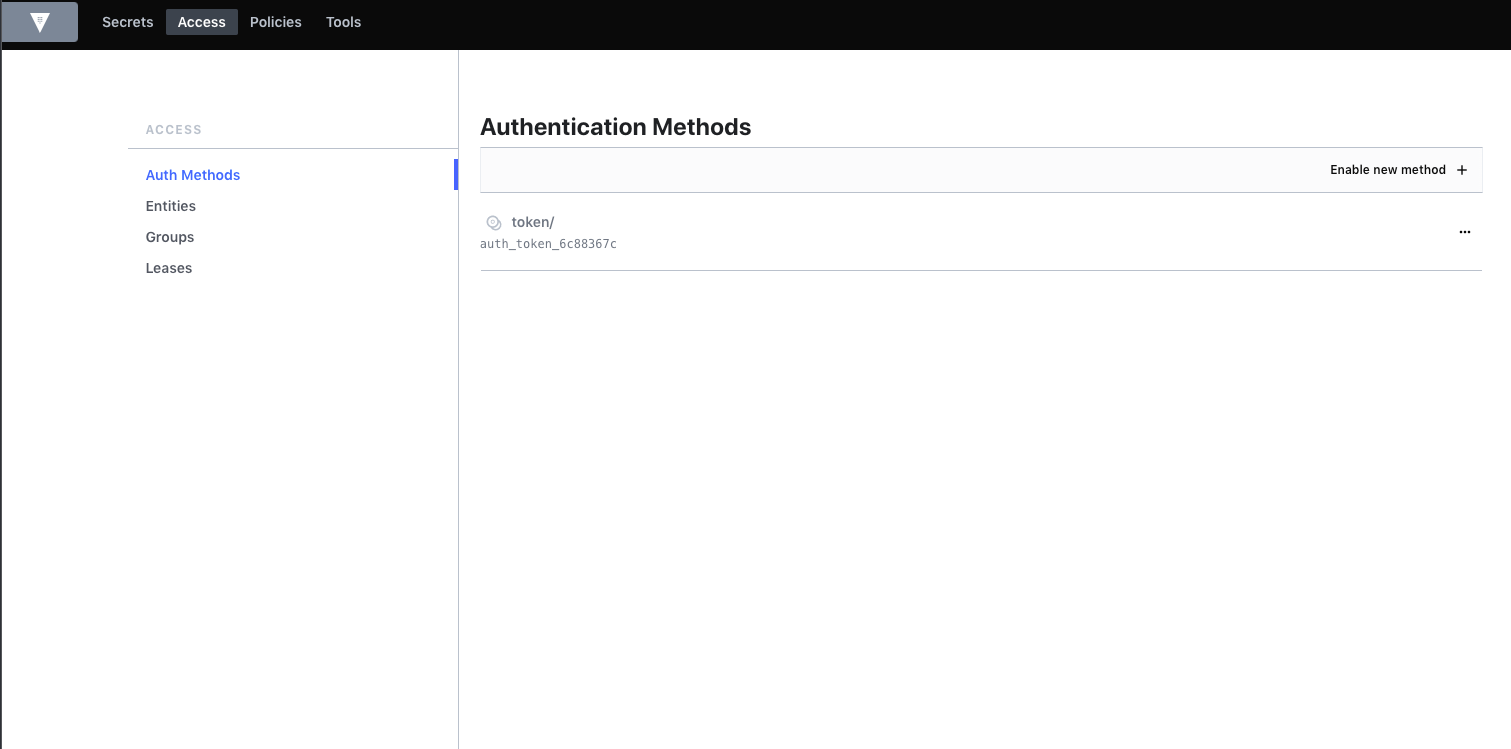 Secrets Access Policies Tools
ACCESS
Auth Methods
Entities
Groups
Leases
Authentication Methods
Enable new method +
token/
auth_token_6c88367c